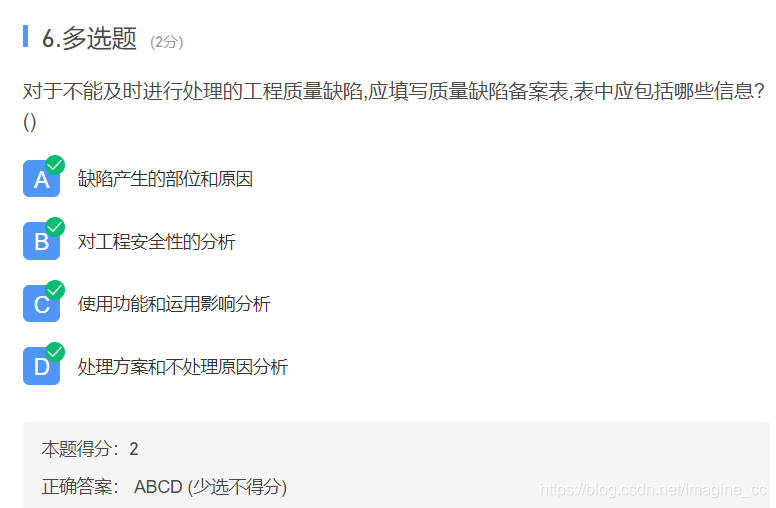 6.多选题 (2分)
对于不能及时进行处理的工程质量缺陷,应填写质量缺陷备案表,表中应包括哪些信息?
()
A 缺陷产生的部位和原因
B 对工程安全性的分析
C 使用功能和运用影响分析
D 处理方案和不处理原因分析
本题得分：2
正确答案： ABCD (少选不得分)
https://blog.csdn.net/Imagine_cc